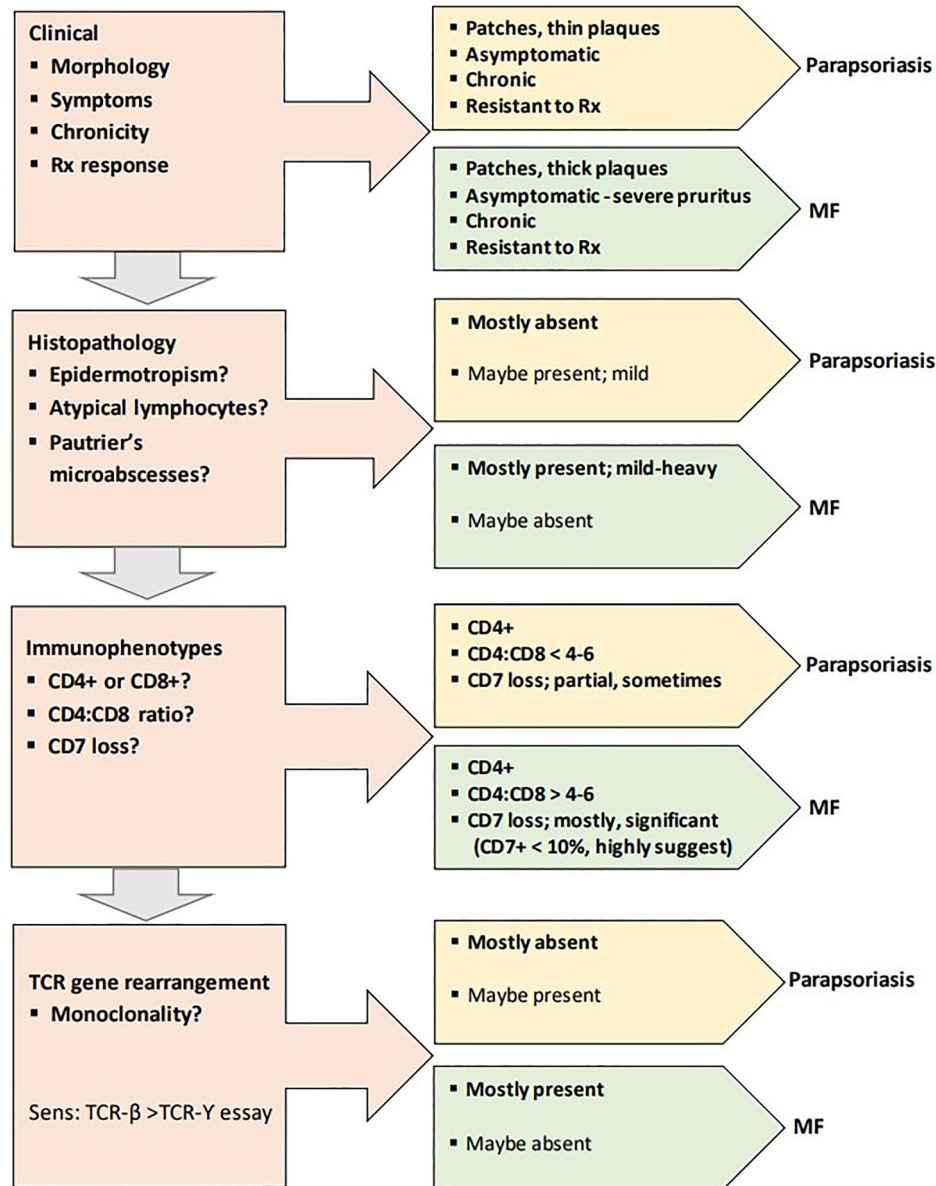 Clinical
▪ Morphology
▪ Symptoms
▪ Chronicity
▪ Rx response
▪ Patches, thin plaques
▪ Asymptomatic
▪ Chronic
▪ Resistant to Rx
Parapsoriasis
▪ Patches, thick plaques
▪ Asymptomatic - severe pruritus
▪ Chronic
▪ Resistant to Rx
MF
Histopathology
▪ Epidermotropism?
▪ Atypical lymphocytes?
▪ Pautrier's
microabscesses?
▪ Mostly absent
▪ Maybe present; mild
Parapsoriasis
▪ Mostly present; mild-heavy
▪ Maybe absent
MF
Immunophenotypes
▪ CD4+ or CD8+?
▪ CD4:CD8 ratio?
▪ CD7 loss?
▪ CD4+
▪ CD4:CD8 < 4-6
▪ CD7 loss; partial, sometimes
Parapsoriasis
▪ CD4+
▪ CD4:CD8 > 4-6
▪ CD7 loss; mostly, significant
(CD7+ < 10%, highly suggest)
MF
TCR gene rearrangement
▪ Monoclonality?
Sens: TCR-β >TCR-Y essay
▪ Mostly absent
▪ Maybe present
Parapsoriasis
▪ Mostly present
▪ Maybe absent
MF